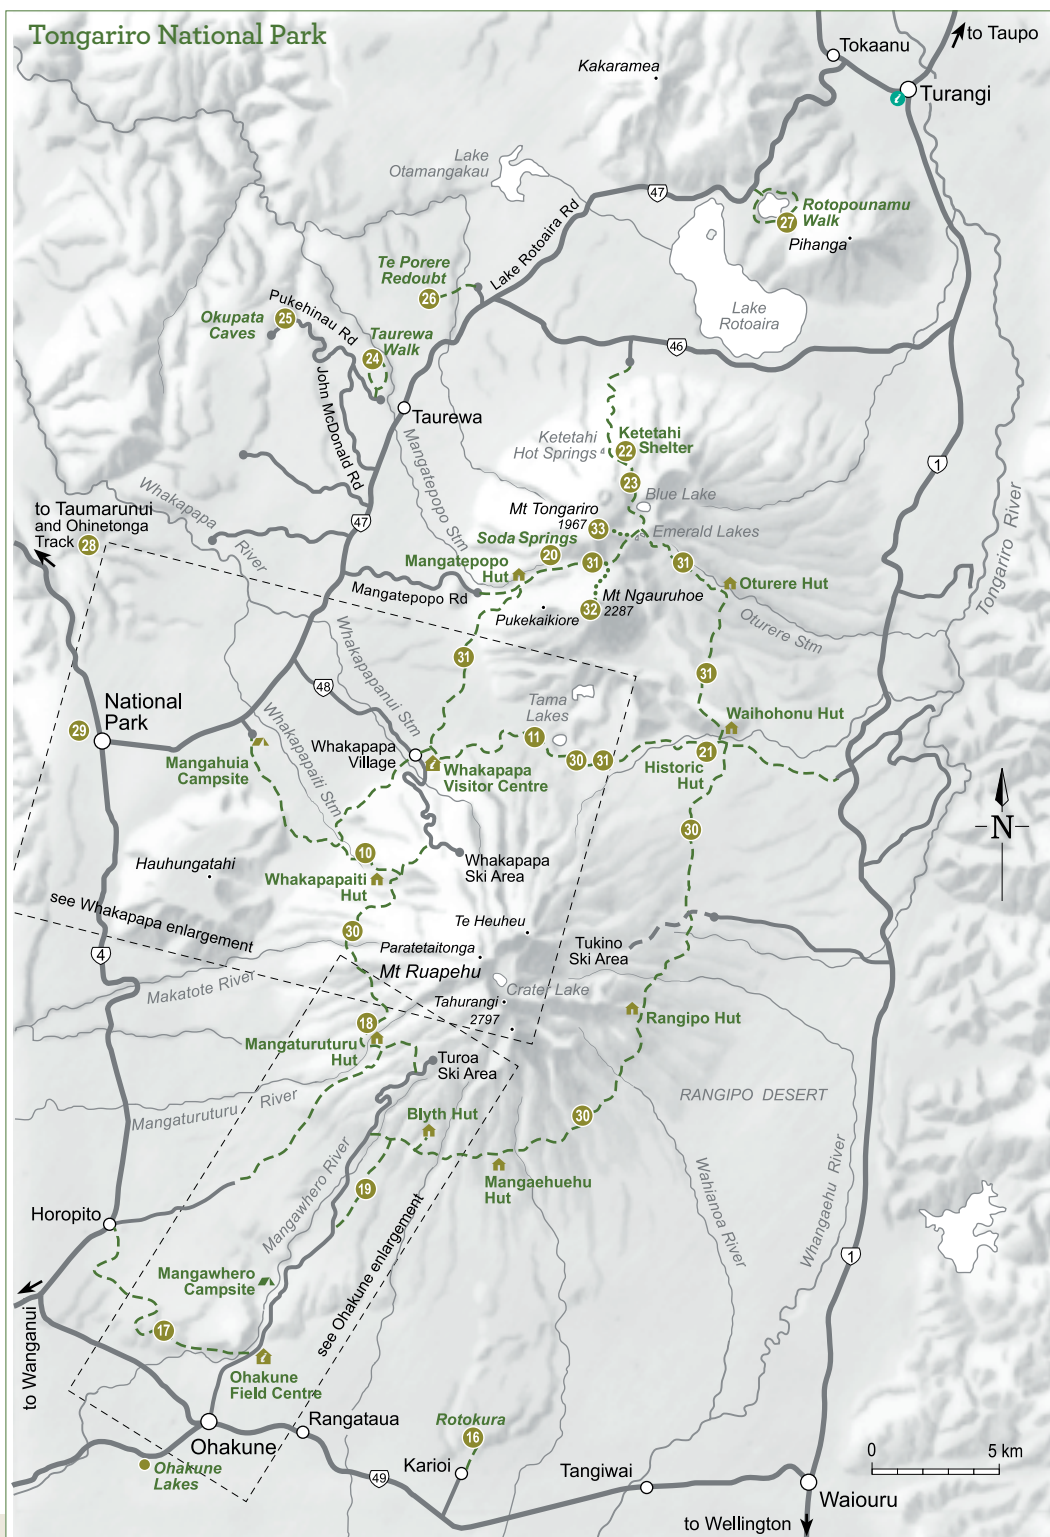 Tongariro National Park
to Taupo
Tokaanu
Kakaramea
Turangi
Lake
Otamangakau
47
Rotopounamu
Walk
27
Pihanga
Lake Rotoaira Rd
Te Porere
Redoubt
26
Lake
Rotoaira
Pukehinau Rd
Okupata
Caves
25
Taurewa
Walk
24
46
John McDonald Rd
Taurewa
Mangatepopo Stm
Ketetahi
Hot Springs
Ketetahi
Shelter
22
23
1
Blue Lake
Whakapapa
River
to Taumarunui
and Ohinetonga
Track
28
47
Mt Tongariro
1967
33
Emerald Lakes
Soda Springs
20
Mangatepopo
Hut
31
31
Oturere Hut
Tongariro River
Mangatepopo Rd
Mt Ngauruhoe
2287
32
Pukekaikiore
Oturere Stm
Whakapapanui Stm
31
31
48
Tama
Lakes
National
Park
29
Whakapapaiti Stm
Waihohonu Hut
11
21
Whakapapa
Village
Mangahuia
Campsite
Whakapapa
Visitor Centre
30
31
Historic
Hut
N
30
10
Hauhungatahi
Whakapapaiti
Hut
Whakapapa
Ski Area
see Whakapapa enlargement
30
Te Heuheu
Tukino
Ski Area
4
Paratetaitonga
Mt Ruapehu
Makatote River
Crater Lake
Tahurangi
2797
Rangipo Hut
18
Mangaturuturu
Hut
Turoa
Ski Area
RANGIPO DESERT
Mangaturuturu River
Blyth Hut
30
Mangawhero River
Mangaehuehu
Hut
19
Wahianoa River
Whangaehu River
Horopito
see Ohakune enlargement
1
Mangawhero
Campsite
17
to Wanganui
Ohakune
Field Centre
Rangataua
Ohakune
Rotokura
16
Ohakune
Lakes
49
Karioi
Tangiwai
0 5 km
Waiouru
to Wellington